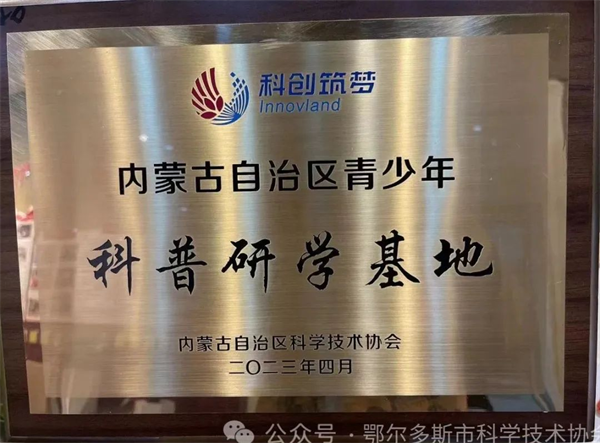 科创筑梦
Innovland
内蒙古自治区青少年
科普研学基地
内蒙古自治区科学技术协会
二〇二三年四月
公众号·鄂尔多斯市科学技术协会